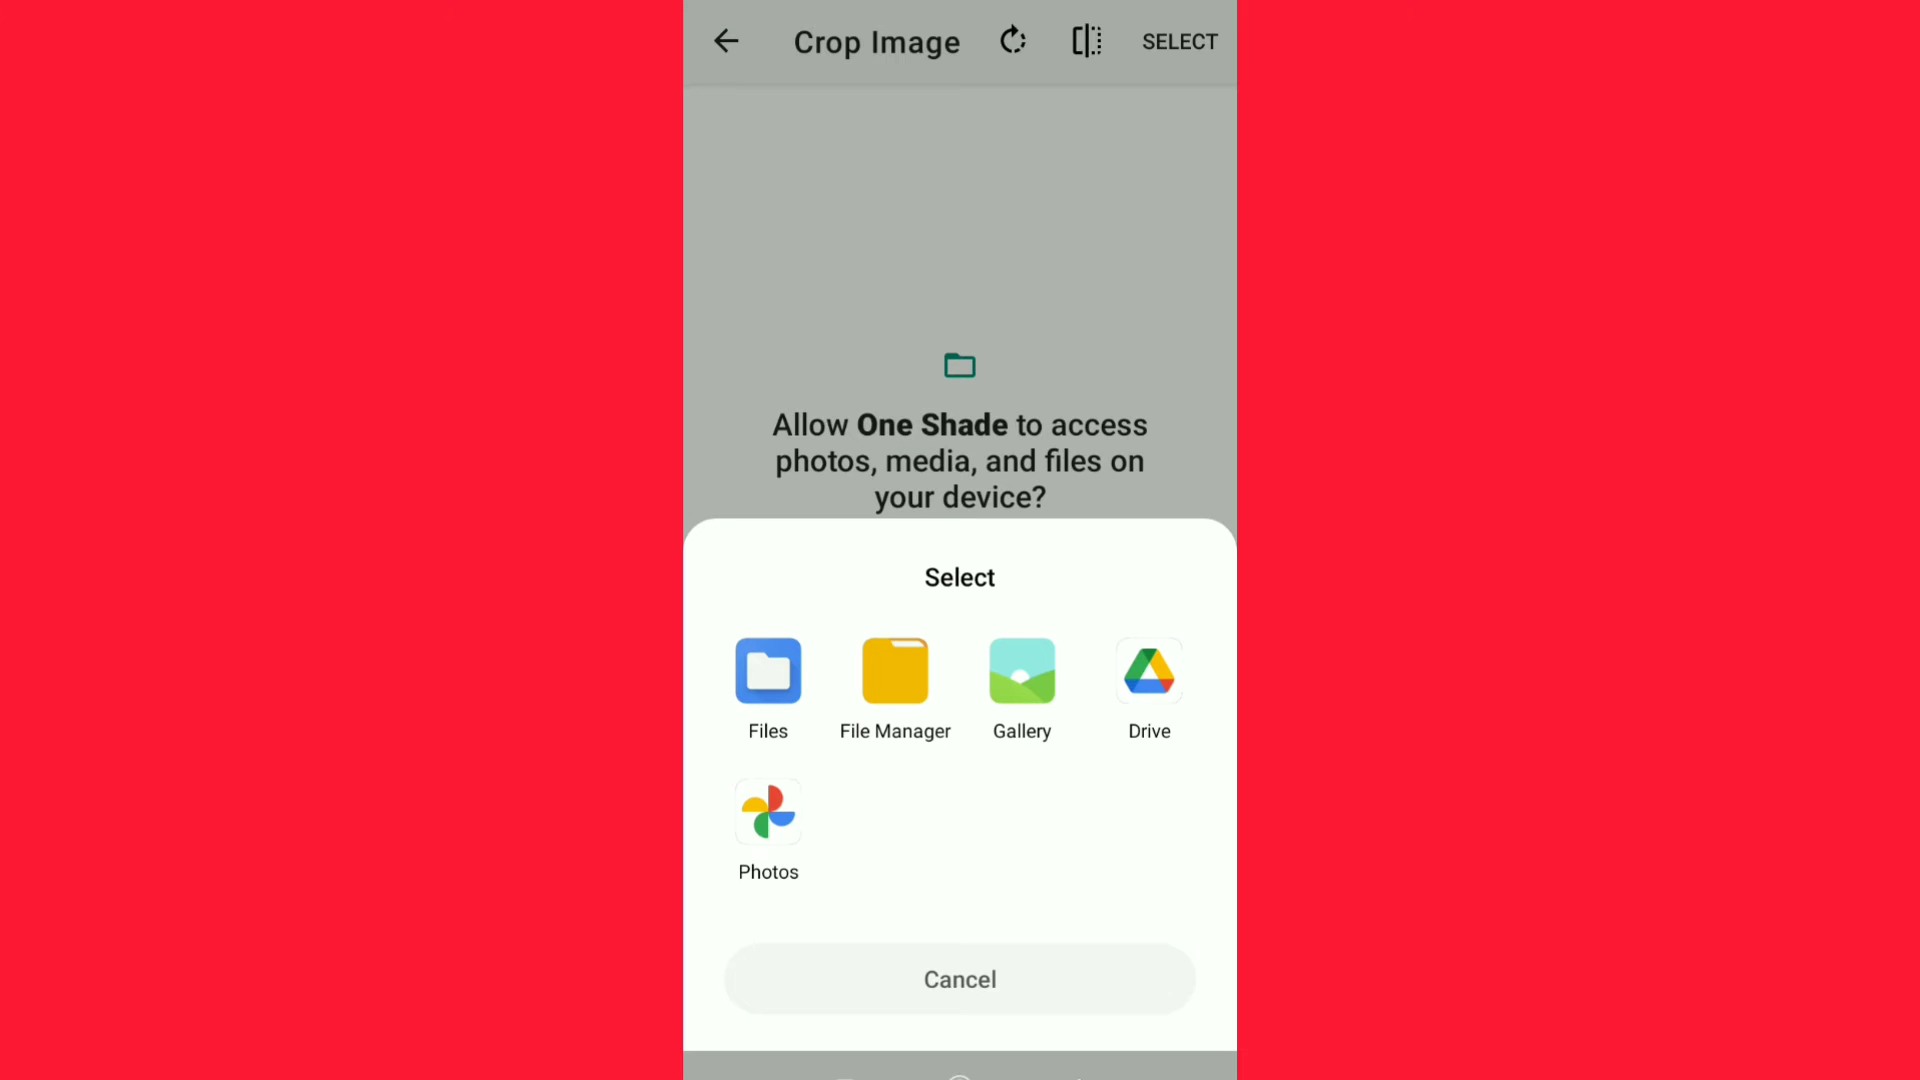 Crop Image
SELECT
Allow One Shade to access
photos, media, and files on
your device?
Select
Files
File Manager
Gallery
Drive
Photos
Cancel